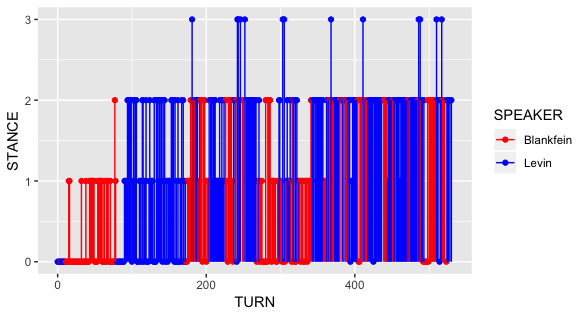 3
2
1
0
STANCE
0
200
400
TURN
SPEAKER
Blankfein
Levin